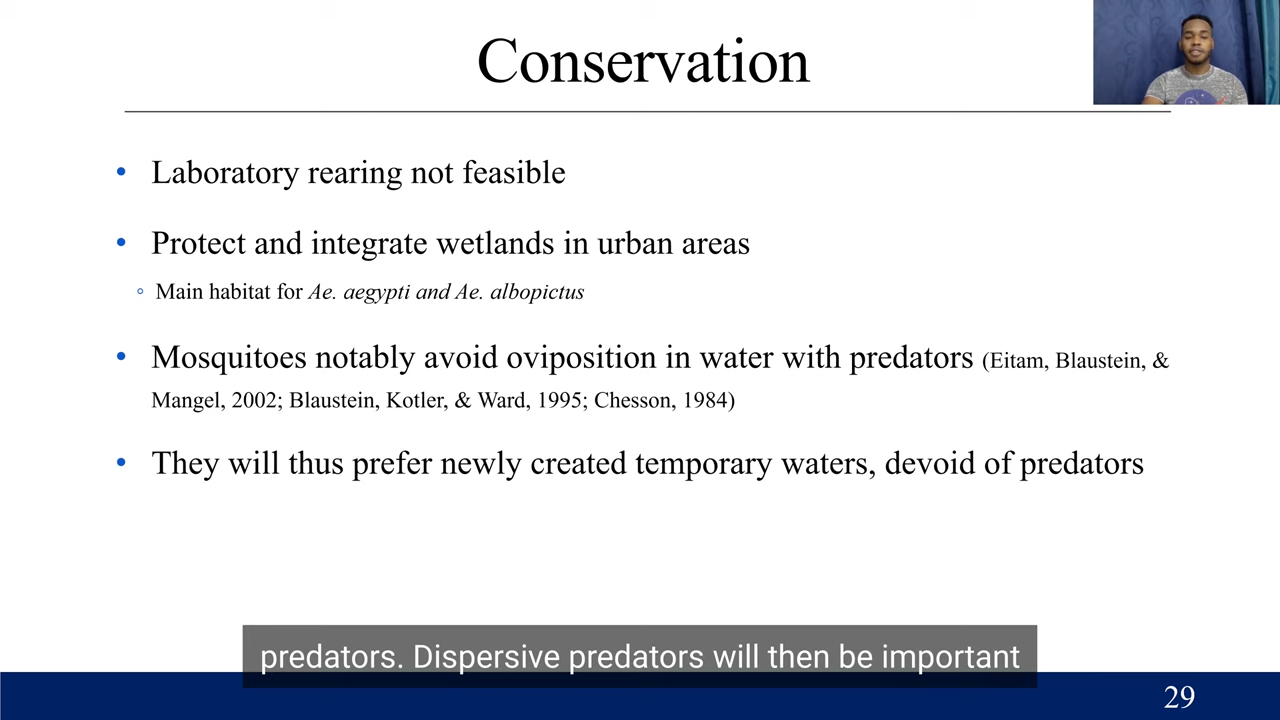 Conservation
• Laboratory rearing not feasible
• Protect and integrate wetlands in urban areas
◦ Main habitat for Ae. aegypti and Ae. albopictus
• Mosquitoes notably avoid oviposition in water with predators (Eitam, Blaustein, &
Mangel, 2002; Blaustein, Kotler, & Ward, 1995; Chesson, 1984)
• They will thus prefer newly created temporary waters, devoid of predators
predators. Dispersive predators will then be important
29